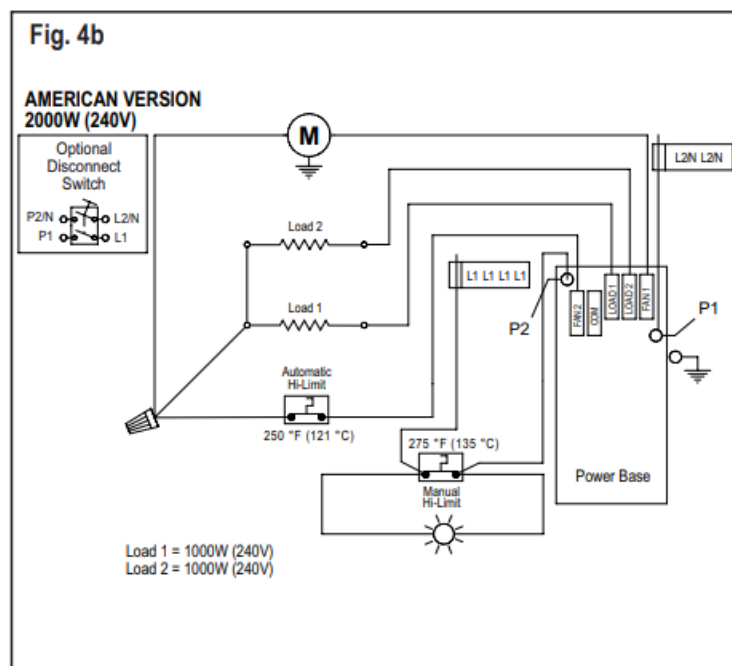 Fig. 4b
AMERICAN VERSION
2000W (240V)
Optional
Disconnect
Switch
P2/N L2/N
P1 L1
M
L2/N L2/N
Load 2
L1 L1 L1 L1
Load 1
P2
FAN 2
COM
LOAD 1
LOAD 2
FAN 1
P1
Automatic
Hi-Limit
250 °F (121 °C)
275 °F (135 °C)
Manual
Hi-Limit
Power Base
Load 1 = 1000W (240V)
Load 2 = 1000W (240V)